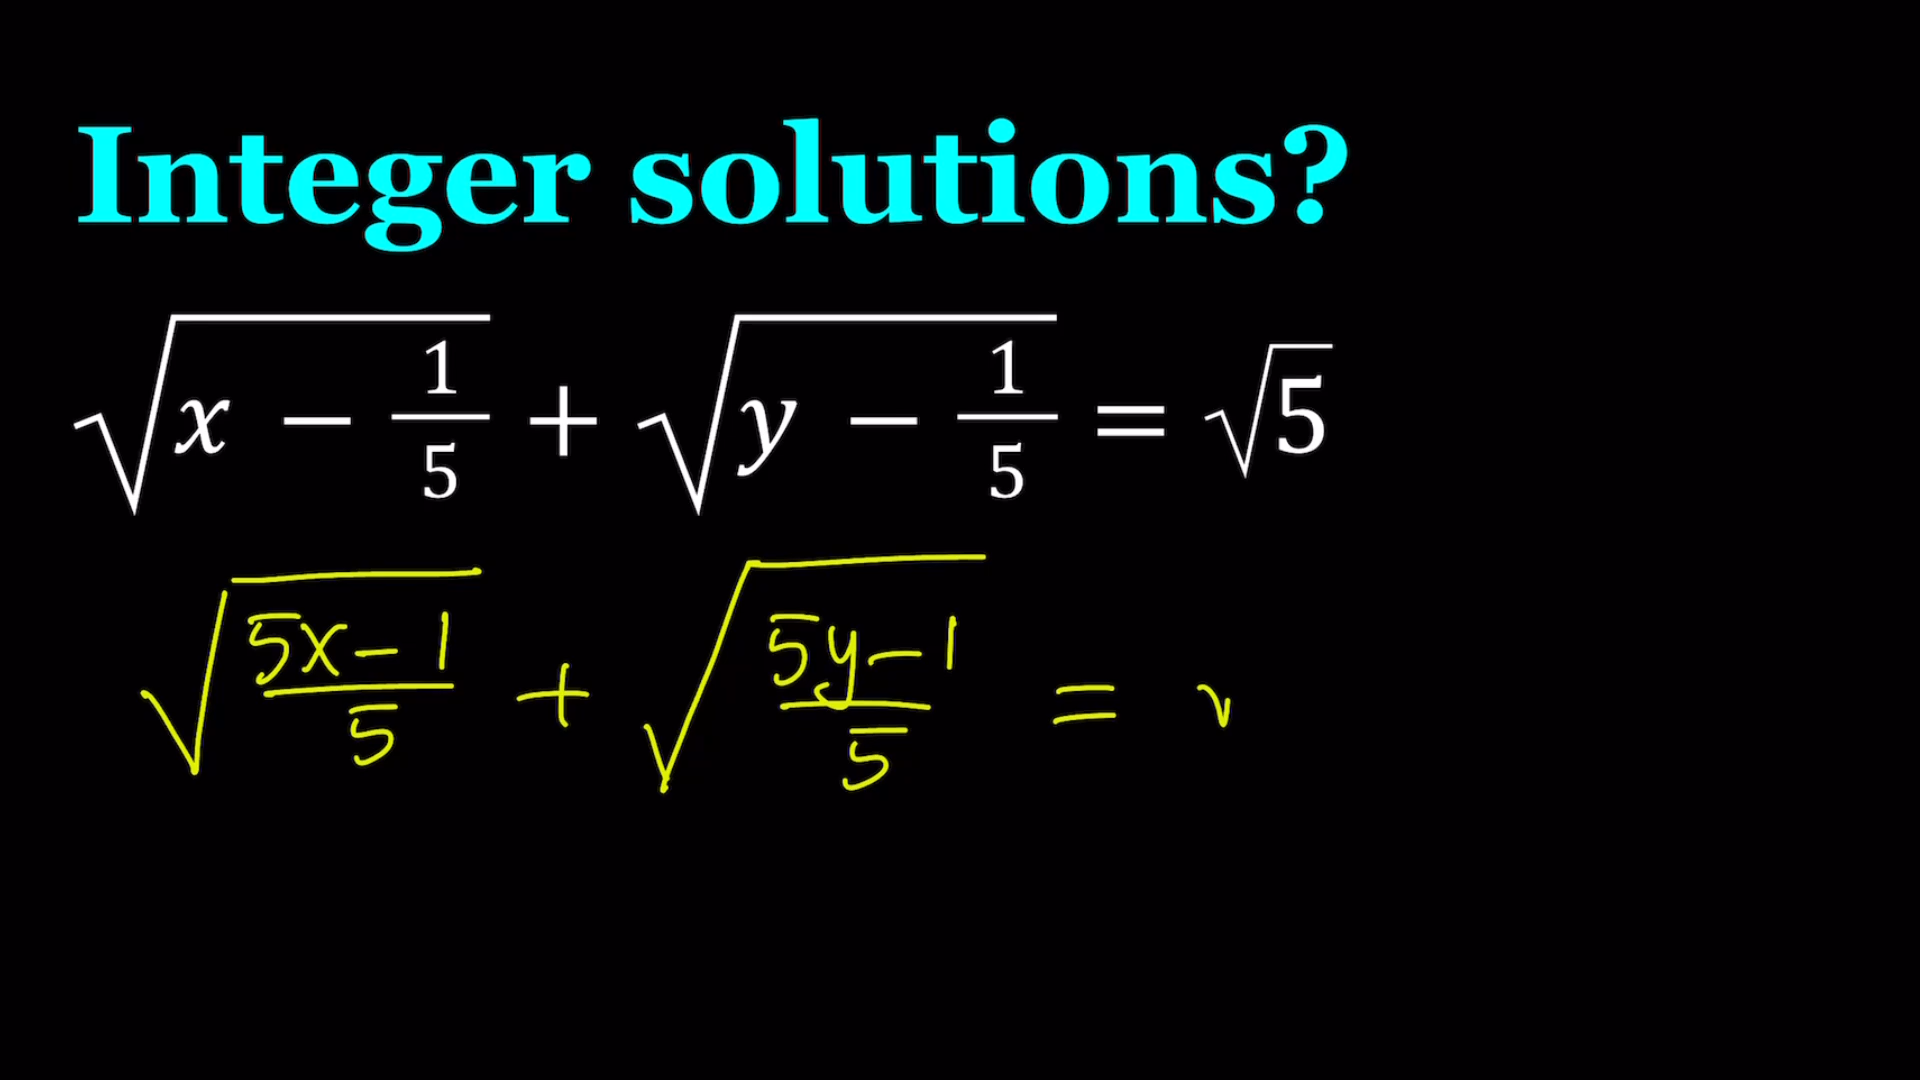 Integer solutions?
√(x − 1/5) + √(y − 1/5) = √5
√((5x − 1)/5) + √((5y − 1)/5) = √